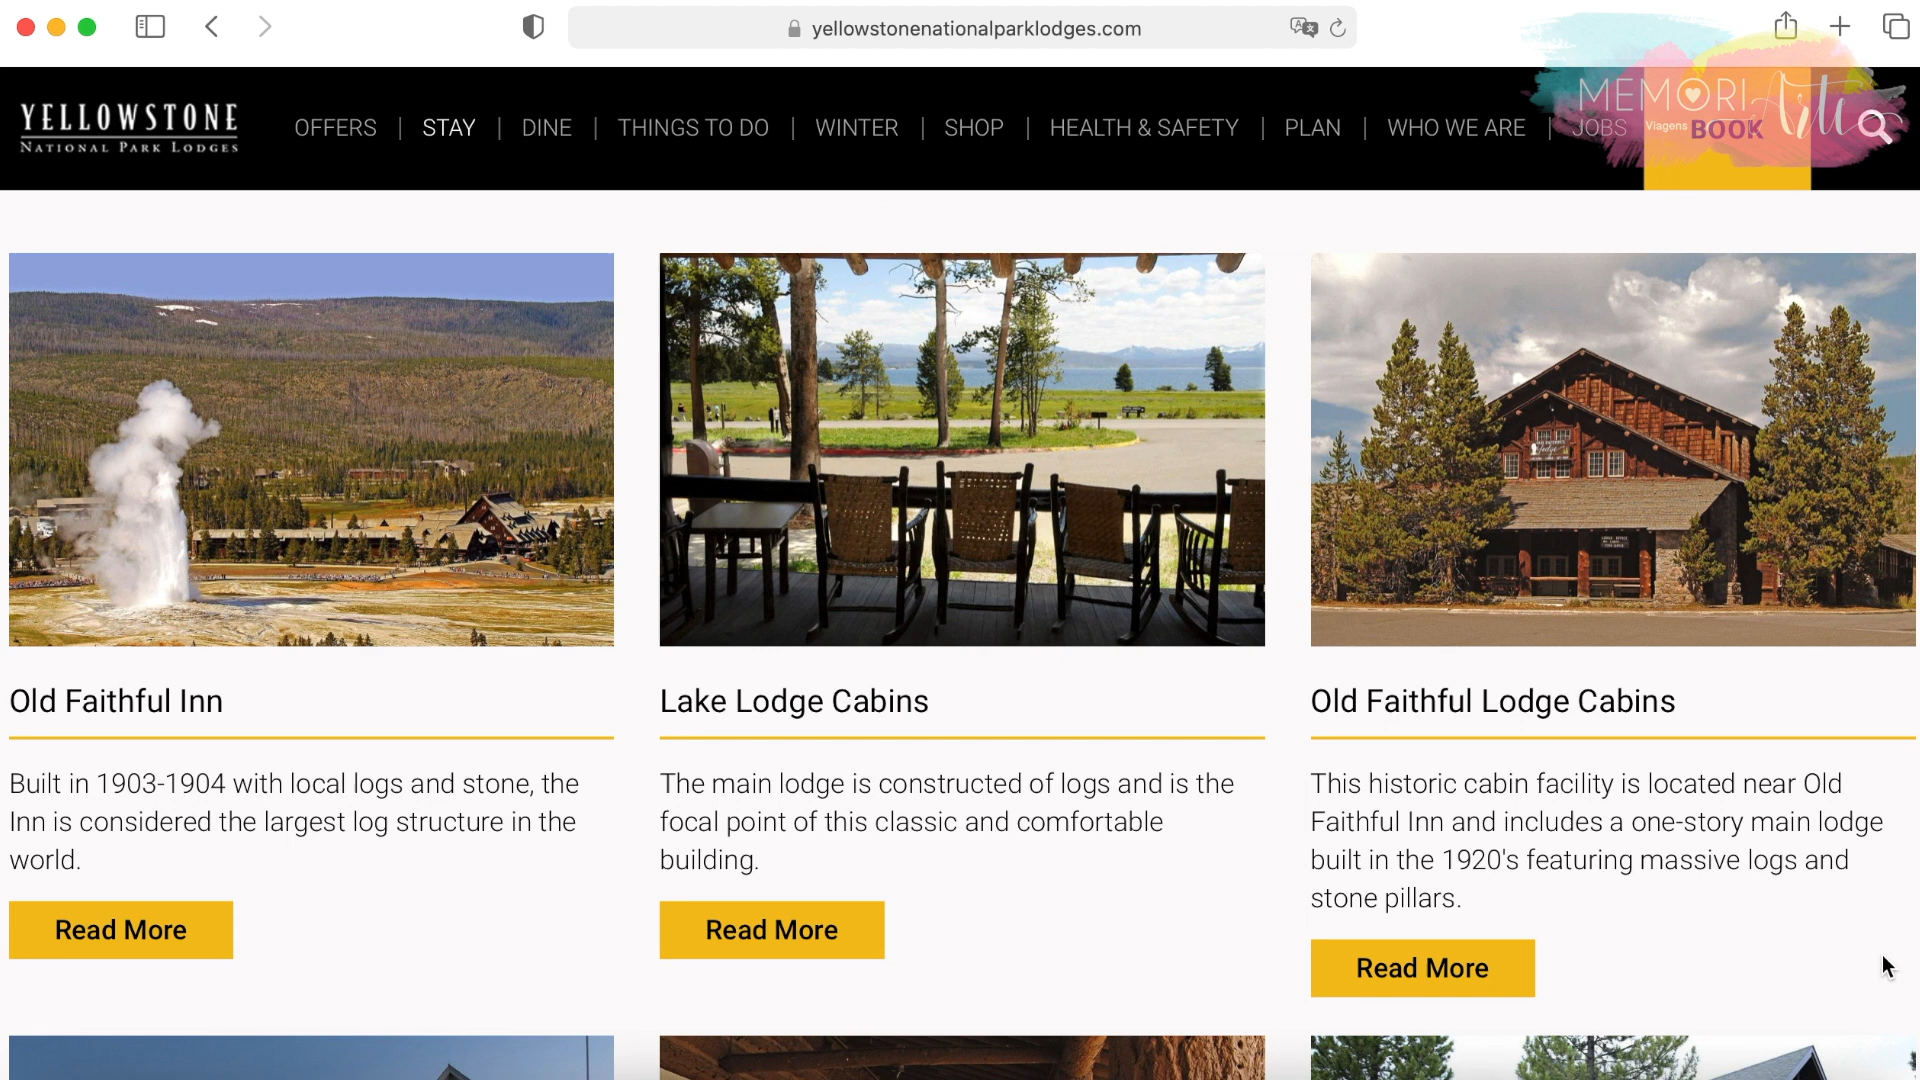 yellowstonenationalparklodges.com
YELLOWSTONE
NATIONAL PARK LODGES
OFFERS | STAY | DINE | THINGS TO DO | WINTER | SHOP | HEALTH & SAFETY | PLAN | WHO WE ARE | JOBS
MEMORI Arte
Viagens BOOK
Old Faithful Inn
Built in 1903-1904 with local logs and stone, the
Inn is considered the largest log structure in the
world.
Read More
Lake Lodge Cabins
The main lodge is constructed of logs and is the
focal point of this classic and comfortable
building.
Read More
Old Faithful Lodge Cabins
This historic cabin facility is located near Old
Faithful Inn and includes a one-story main lodge
built in the 1920's featuring massive logs and
stone pillars.
Read More